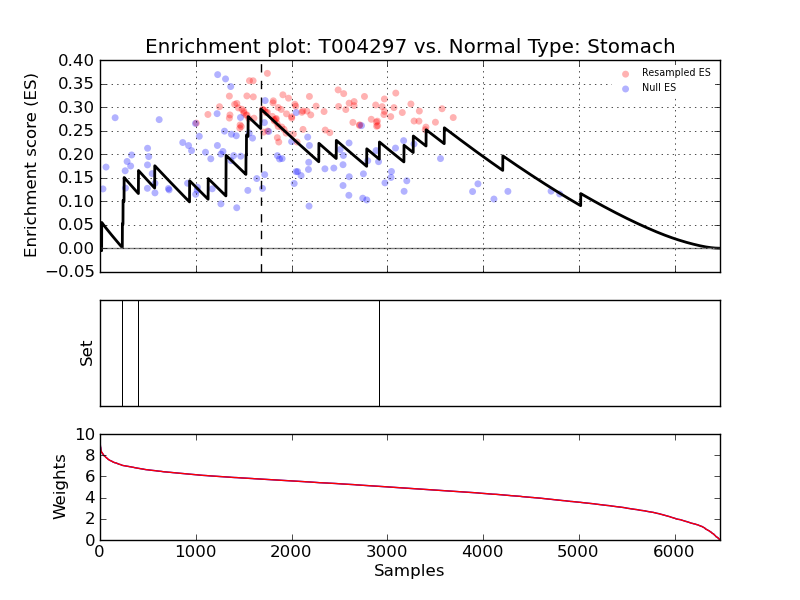 Enrichment plot: T004297 vs. Normal Type: Stomach
Enrichment score (ES)
0.40
0.35
0.30
0.25
0.20
0.15
0.10
0.05
0.00
−0.05
Resampled ES
Null ES
Set
Weights
10
8
6
4
2
0
0 1000 2000 3000 4000 5000 6000
Samples